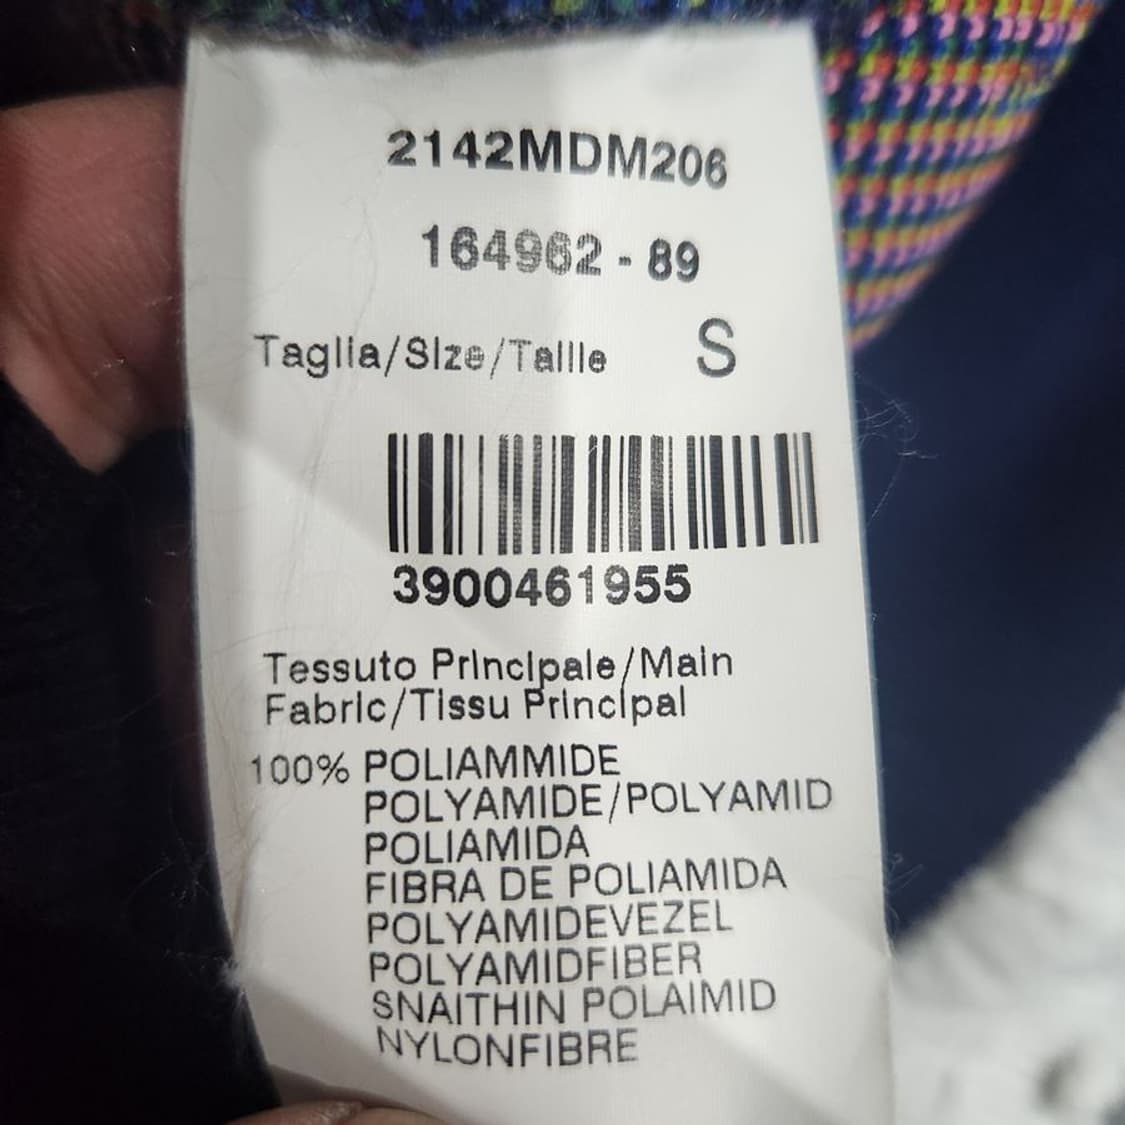 2142MDM206
164962 - 89
Taglia/Size/Taille S
3900461955
Tessuto Principale/Main
Fabric/Tissu Principal
100% POLIAMMIDE
POLYAMIDE/POLYAMID
POLIAMIDA
FIBRA DE POLIAMIDA
POLYAMIDEVEZEL
POLYAMIDFIBER
SNAITHIN POLAIMID
NYLONFIBRE